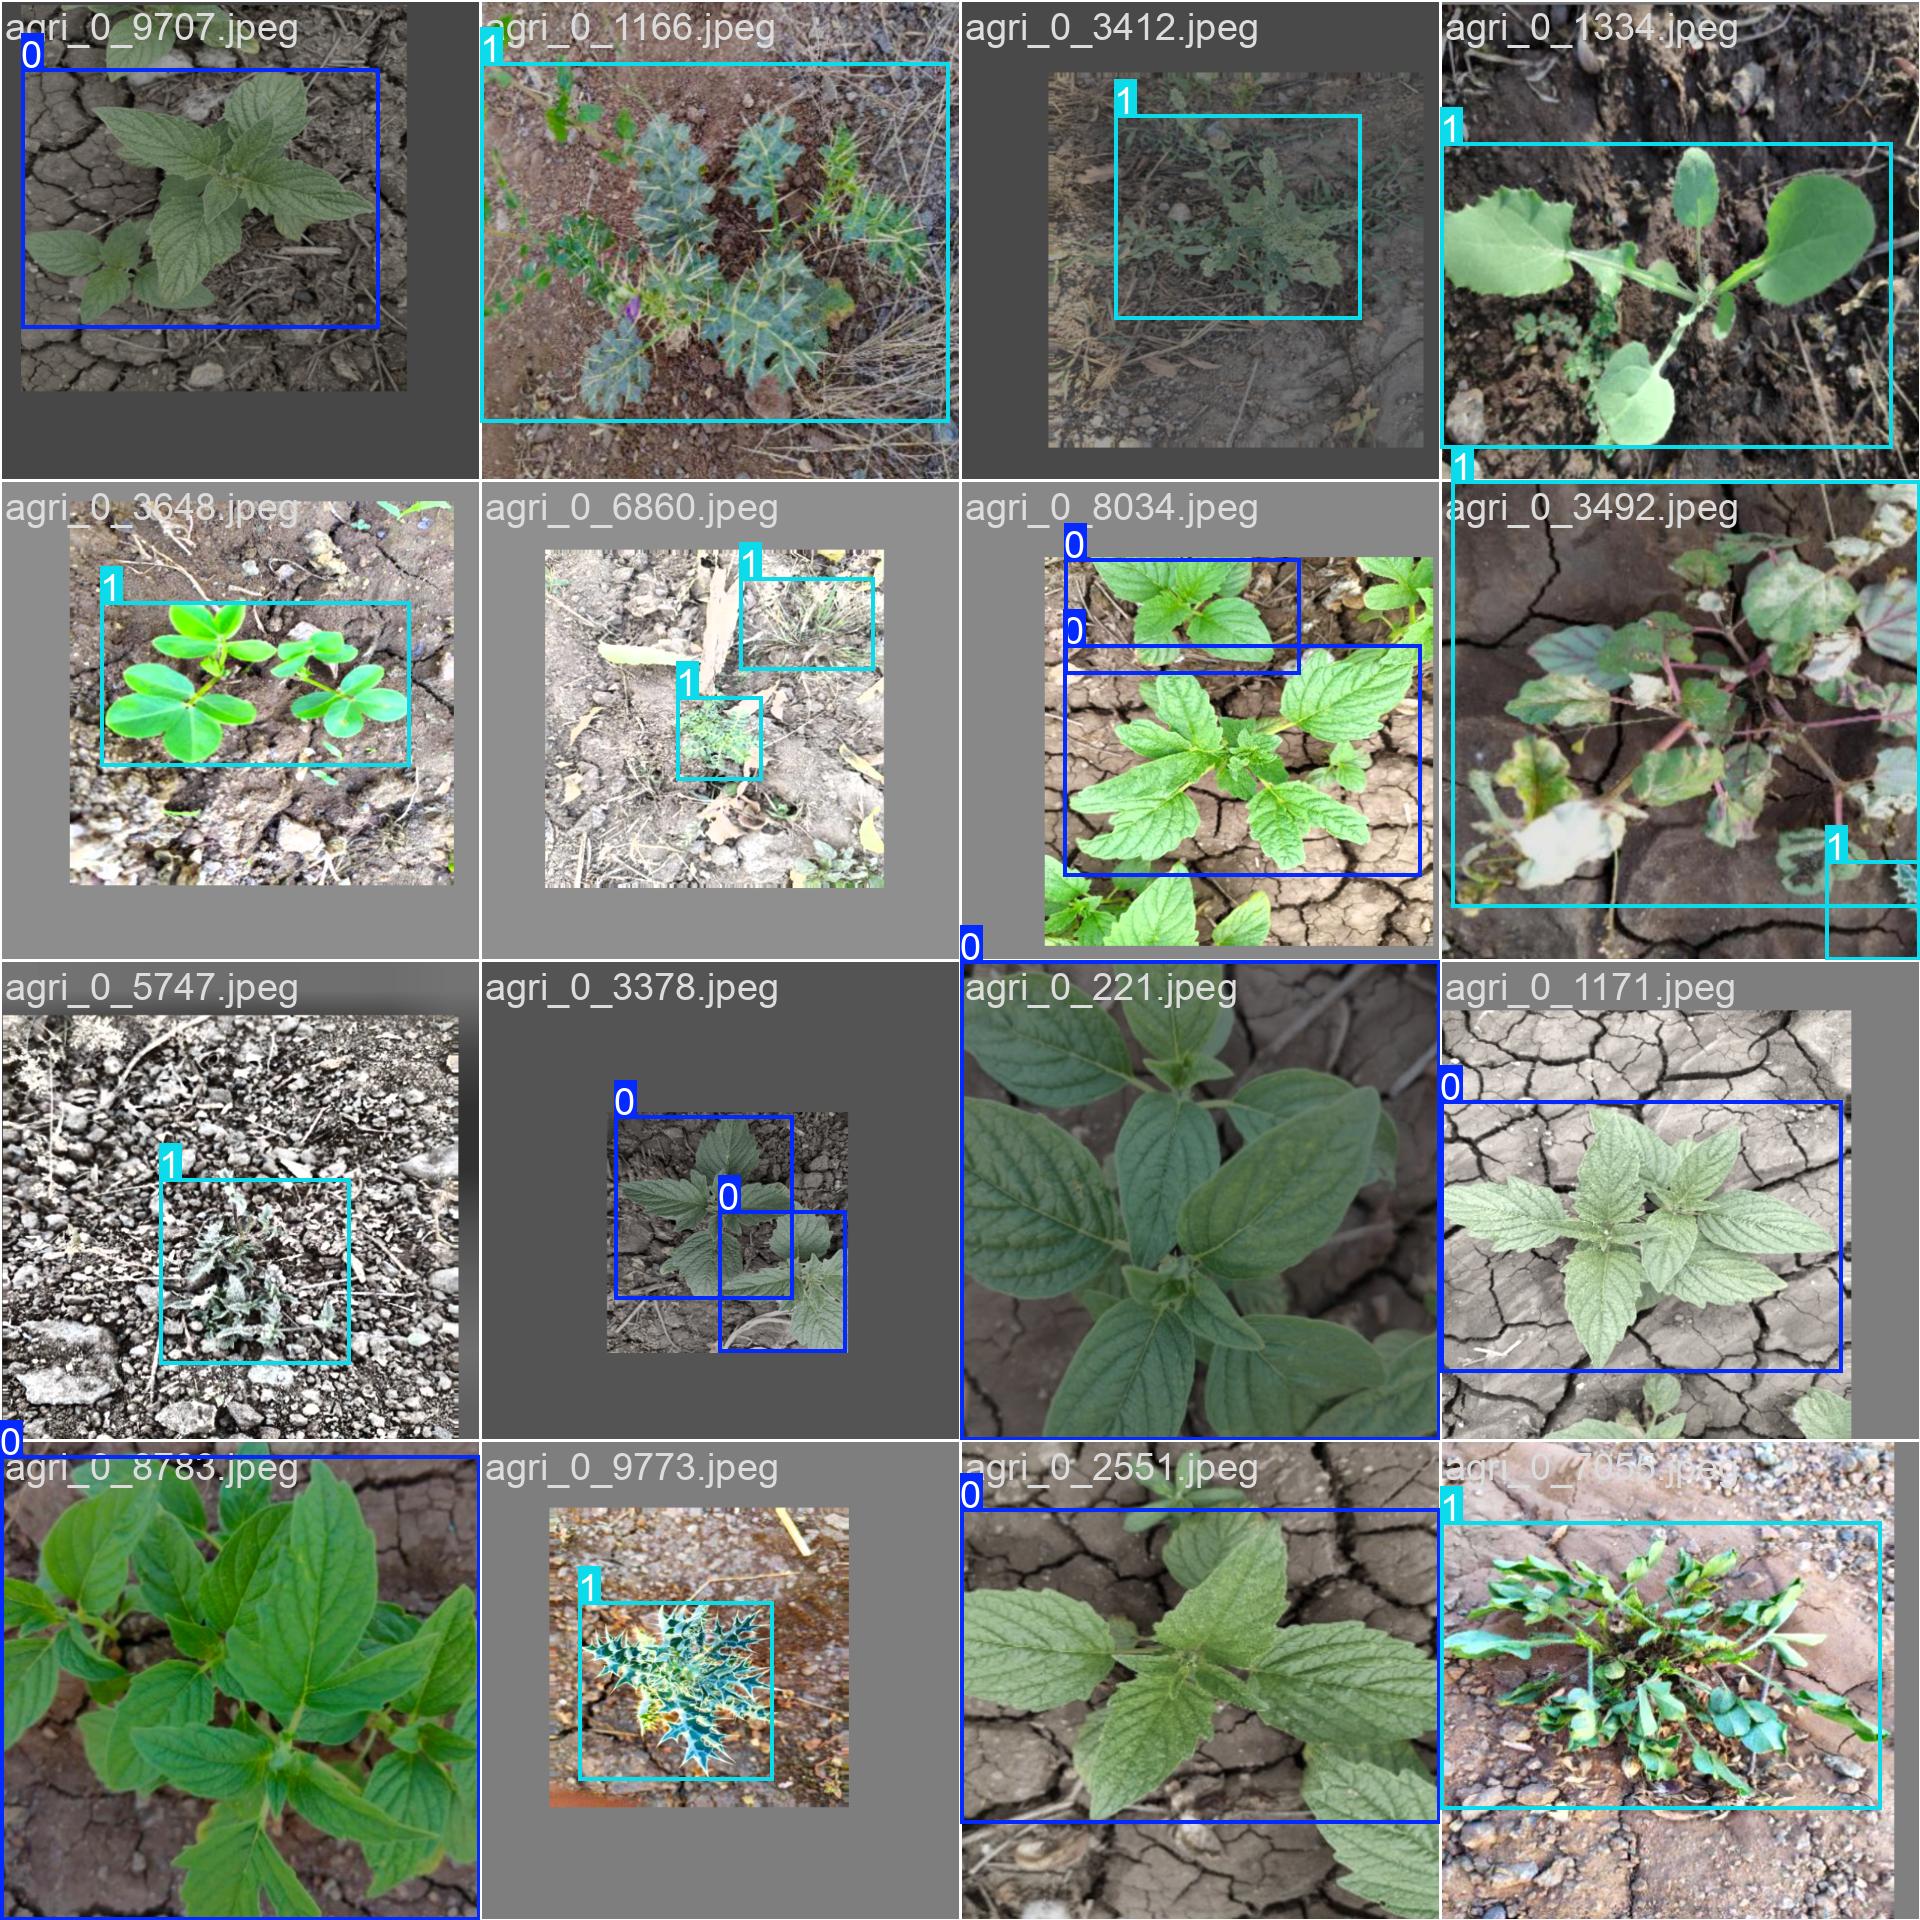 agri_0_9707.jpeg
0
agri_0_1166.jpeg
1
agri_0_3412.jpeg
1
agri_0_1334.jpeg
1
agri_0_3648.jpeg
1
agri_0_6860.jpeg
1
1
agri_0_8034.jpeg
0
0
agri_0_3492.jpeg
1
1
agri_0_5747.jpeg
1
agri_0_3378.jpeg
0
0
agri_0_221.jpeg
0
agri_0_1171.jpeg
0
agri_0_8783.jpeg
0
agri_0_9773.jpeg
1
agri_0_2551.jpeg
0
agri_0_7055.jpeg
1